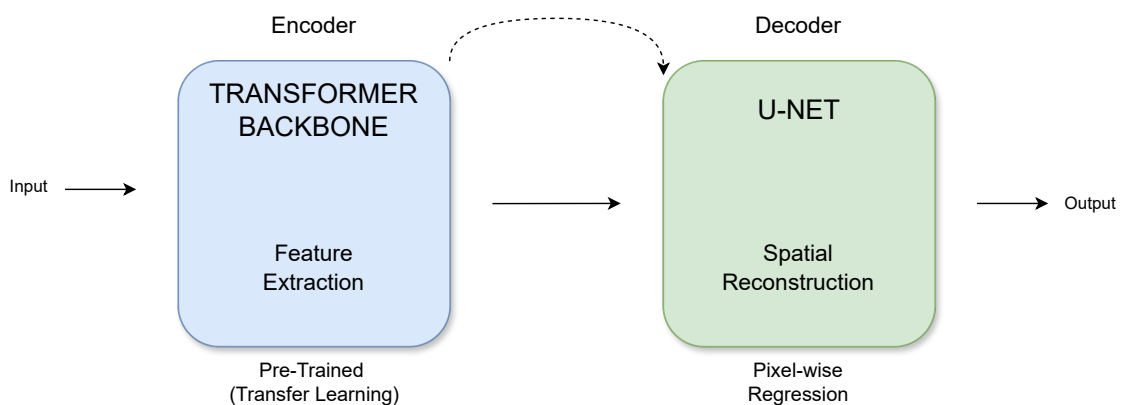 Encoder
Decoder
TRANSFORMER
BACKBONE
U-NET
Input
Output
Feature
Extraction
Spatial
Reconstruction
Pre-Trained
(Transfer Learning)
Pixel-wise
Regression